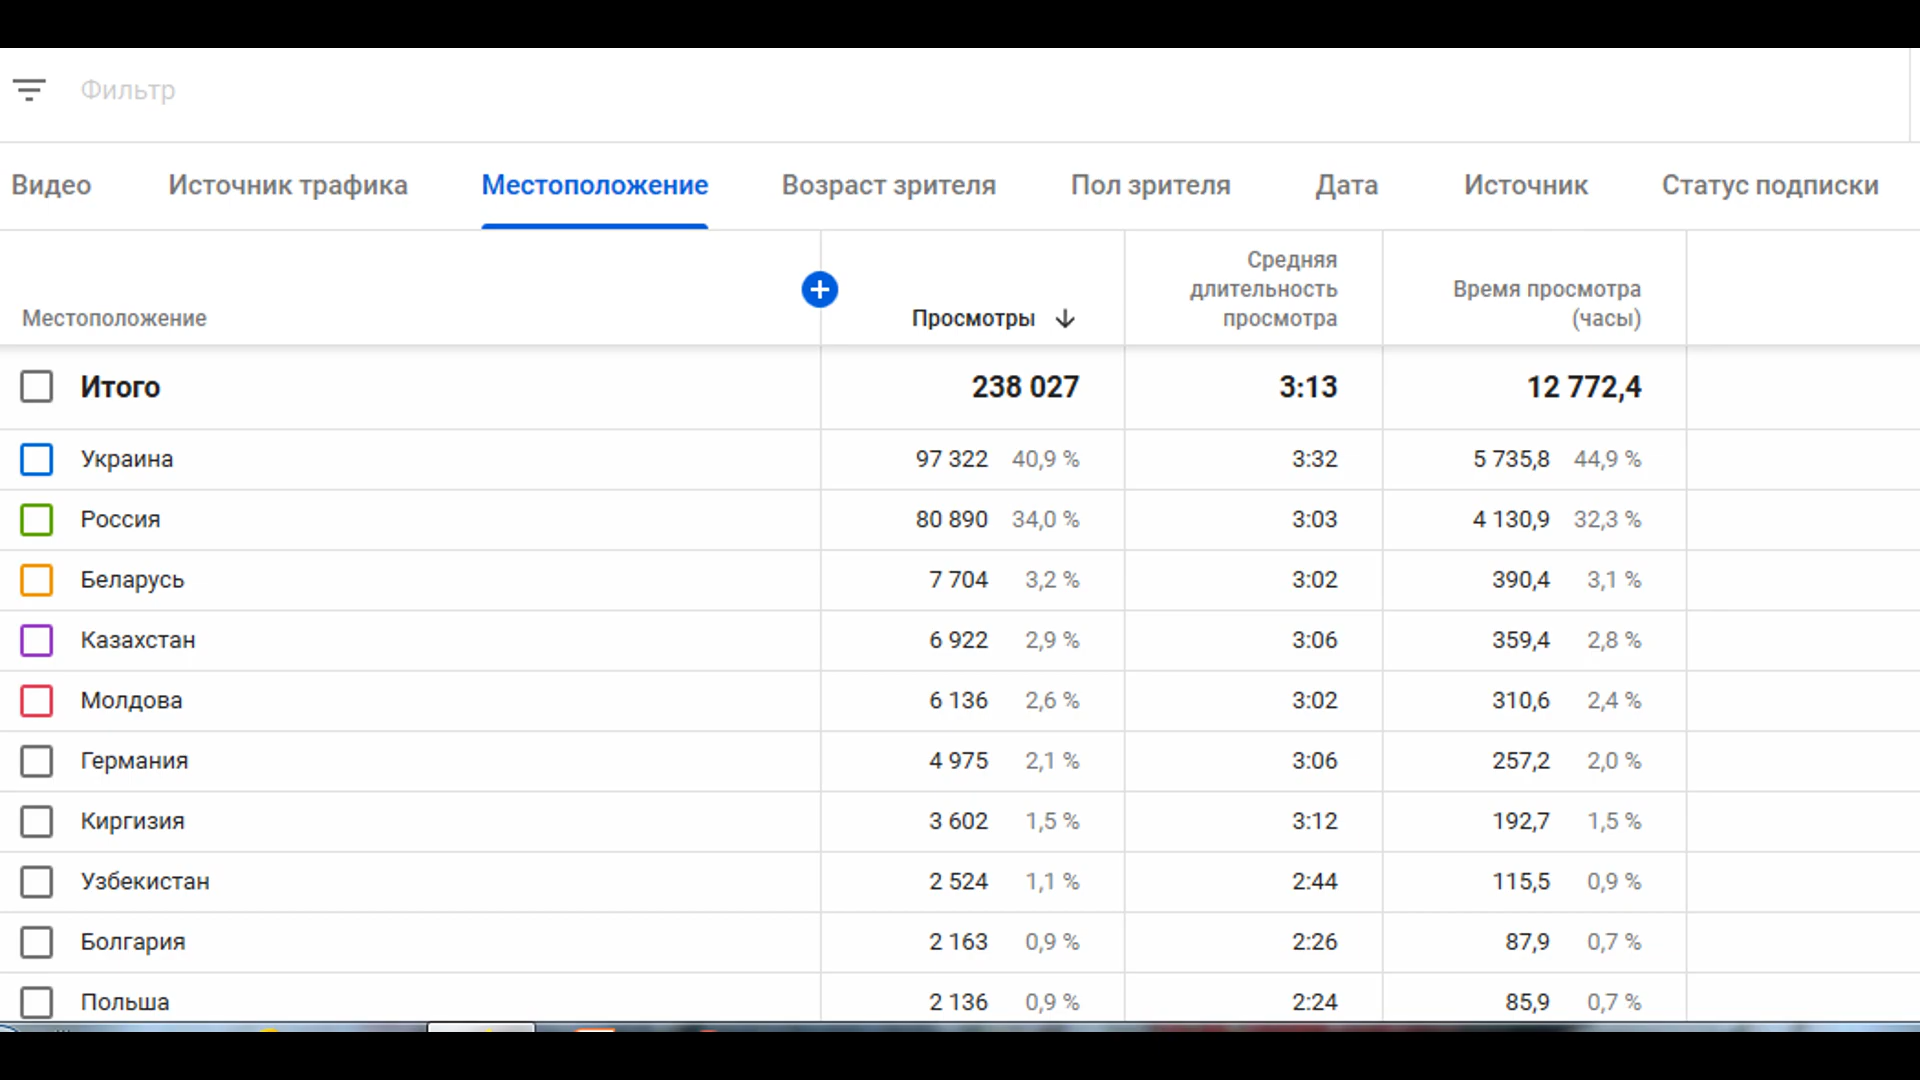 Фильтр
Видео Источник трафика Местоположение Возраст зрителя Пол зрителя Дата Источник Статус подписки
Местоположение Просмотры Средняя длительность просмотра Время просмотра (часы)
Итого 238 027 3:13 12 772,4
Украина 97 322 40,9 % 3:32 5 735,8 44,9 %
Россия 80 890 34,0 % 3:03 4 130,9 32,3 %
Беларусь 7 704 3,2 % 3:02 390,4 3,1 %
Казахстан 6 922 2,9 % 3:06 359,4 2,8 %
Молдова 6 136 2,6 % 3:02 310,6 2,4 %
Германия 4 975 2,1 % 3:06 257,2 2,0 %
Киргизия 3 602 1,5 % 3:12 192,7 1,5 %
Узбекистан 2 524 1,1 % 2:44 115,5 0,9 %
Болгария 2 163 0,9 % 2:26 87,9 0,7 %
Польша 2 136 0,9 % 2:24 85,9 0,7 %